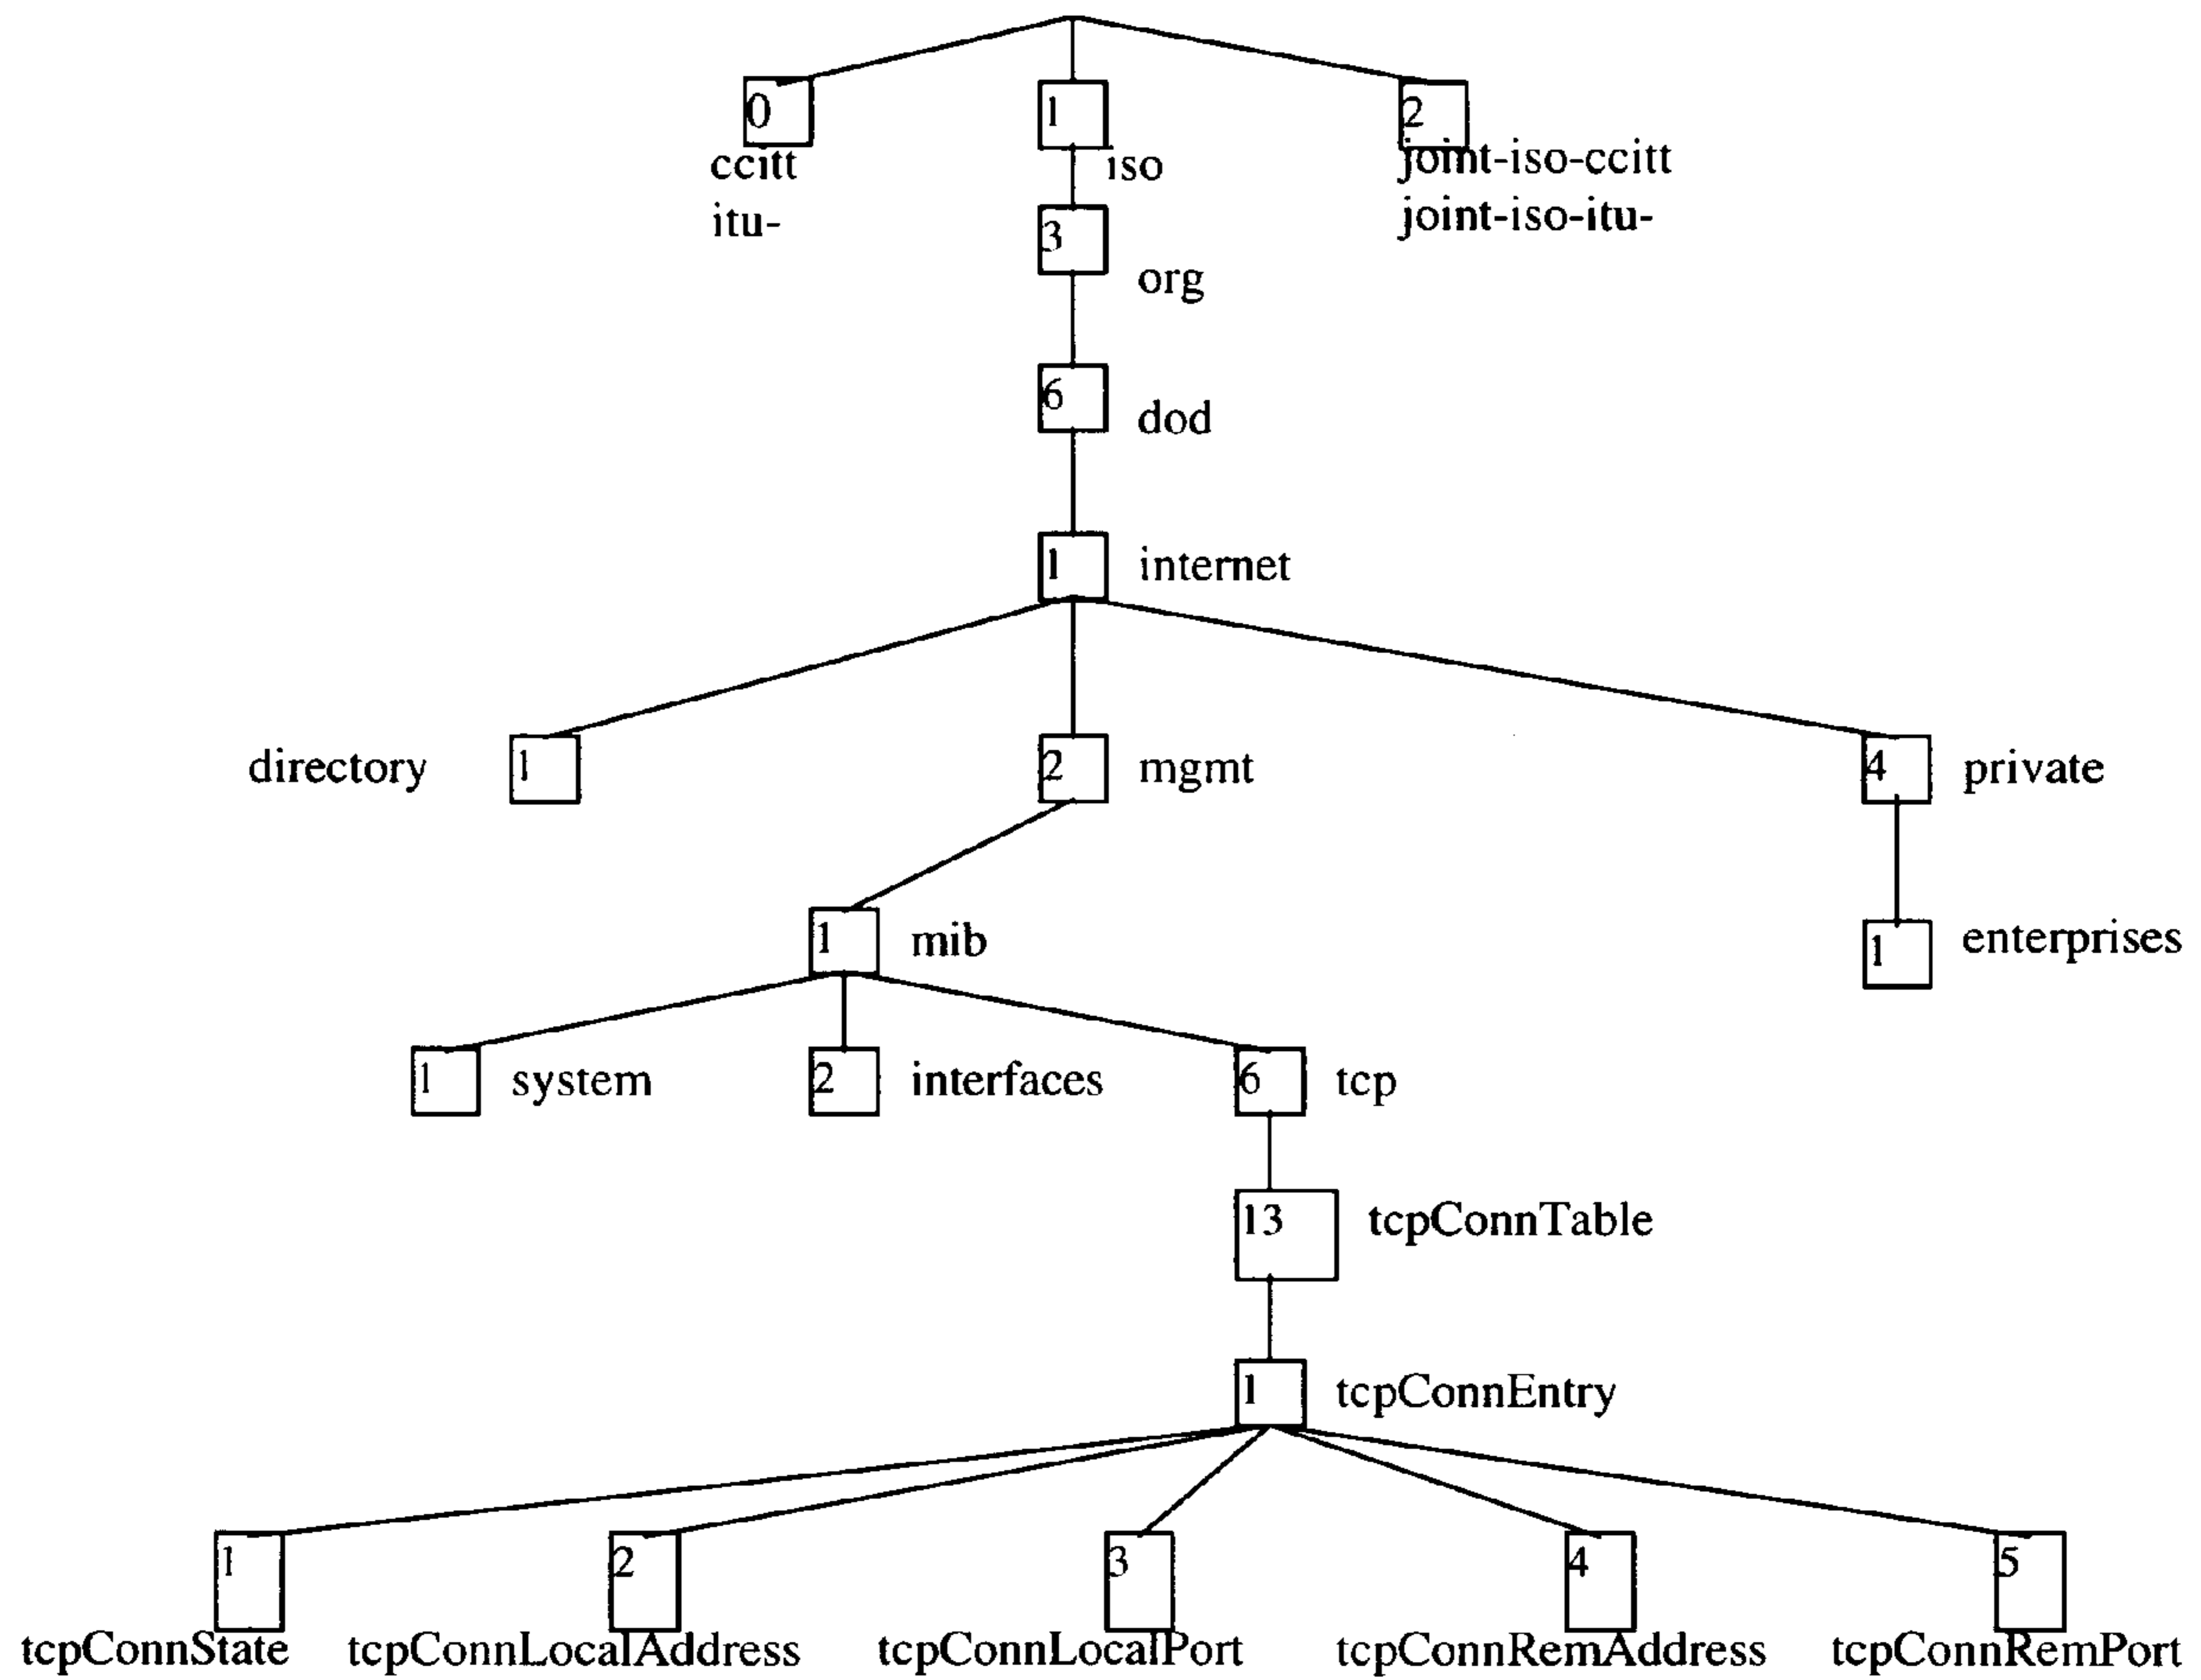 0
1
2
ccitt
iso
joint-iso-ccitt
itu-
joint-iso-itu-
3
org
6
dod
1
internet
directory
1
2
mgmt
4
private
1
mib
1
enterprises
1
system
2
interfaces
6
tcp
13
tcpConnTable
1
tcpConnEntry
1
2
3
4
5
tcpConnState
tcpConnLocalAddress
tcpConnLocalPort
tcpConnRemAddress
tcpConnRemPort